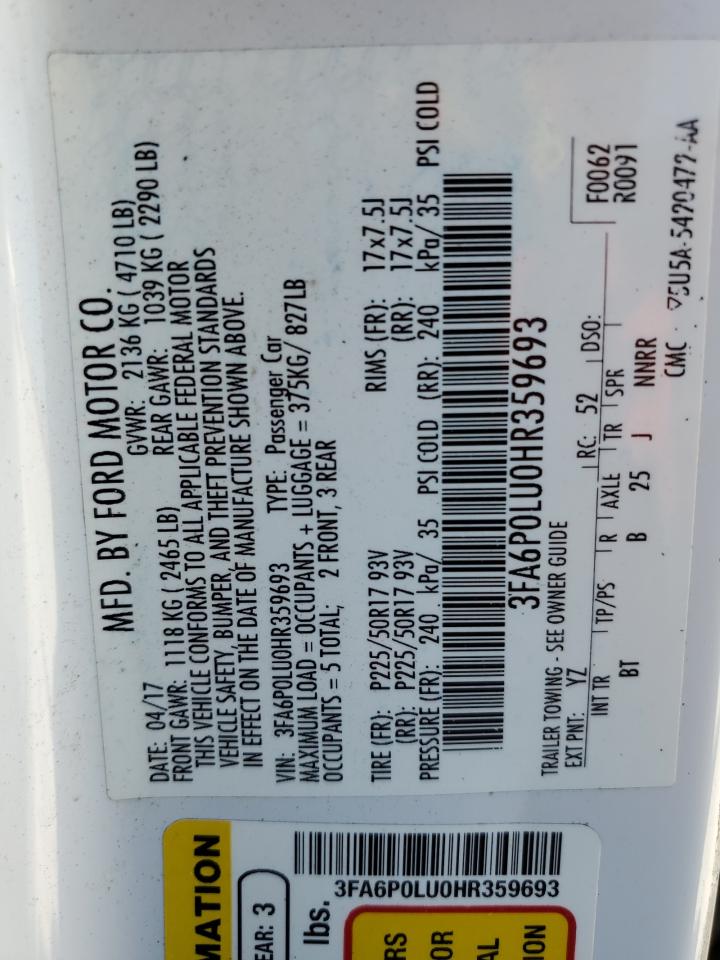 MFD. BY FORD MOTOR CO.
DATE: 04/17 GVWR: 2136 KG ( 4710 LB)
FRONT GAWR: 1118 KG ( 2465 LB) REAR GAWR: 1039 KG ( 2290 LB)
THIS VEHICLE CONFORMS TO ALL APPLICABLE FEDERAL MOTOR
VEHICLE SAFETY, BUMPER, AND THEFT PREVENTION STANDARDS
IN EFFECT ON THE DATE OF MANUFACTURE SHOWN ABOVE.
VIN: 3FA6P0LU0HR359693 TYPE: Passenger Car
MAXIMUM LOAD = OCCUPANTS + LUGGAGE = 375KG/ 827LB
OCCUPANTS = 5 TOTAL; 2 FRONT, 3 REAR
TIRE (FR): P225/50R17 93V RIMS (FR): 17x7.5J
(RR): P225/50R17 93V (RR): 17x7.5J
PRESSURE (FR): 240 kPa/ 35 PSI COLD (RR): 240 kPa/ 35 PSI COLD
3FA6P0LU0HR359693
TRAILER TOWING - SEE OWNER GUIDE F0062
EXT PNT: YZ RC: 52 DSO: R0091
INT TR TP/PS R AXLE TR SPR
BT B 25 J NNRR
CMC 5U5A-5420472-AA
MATION
EAR: 3
lbs.
3FA6P0LU0HR359693
RS
OR
AL
ION